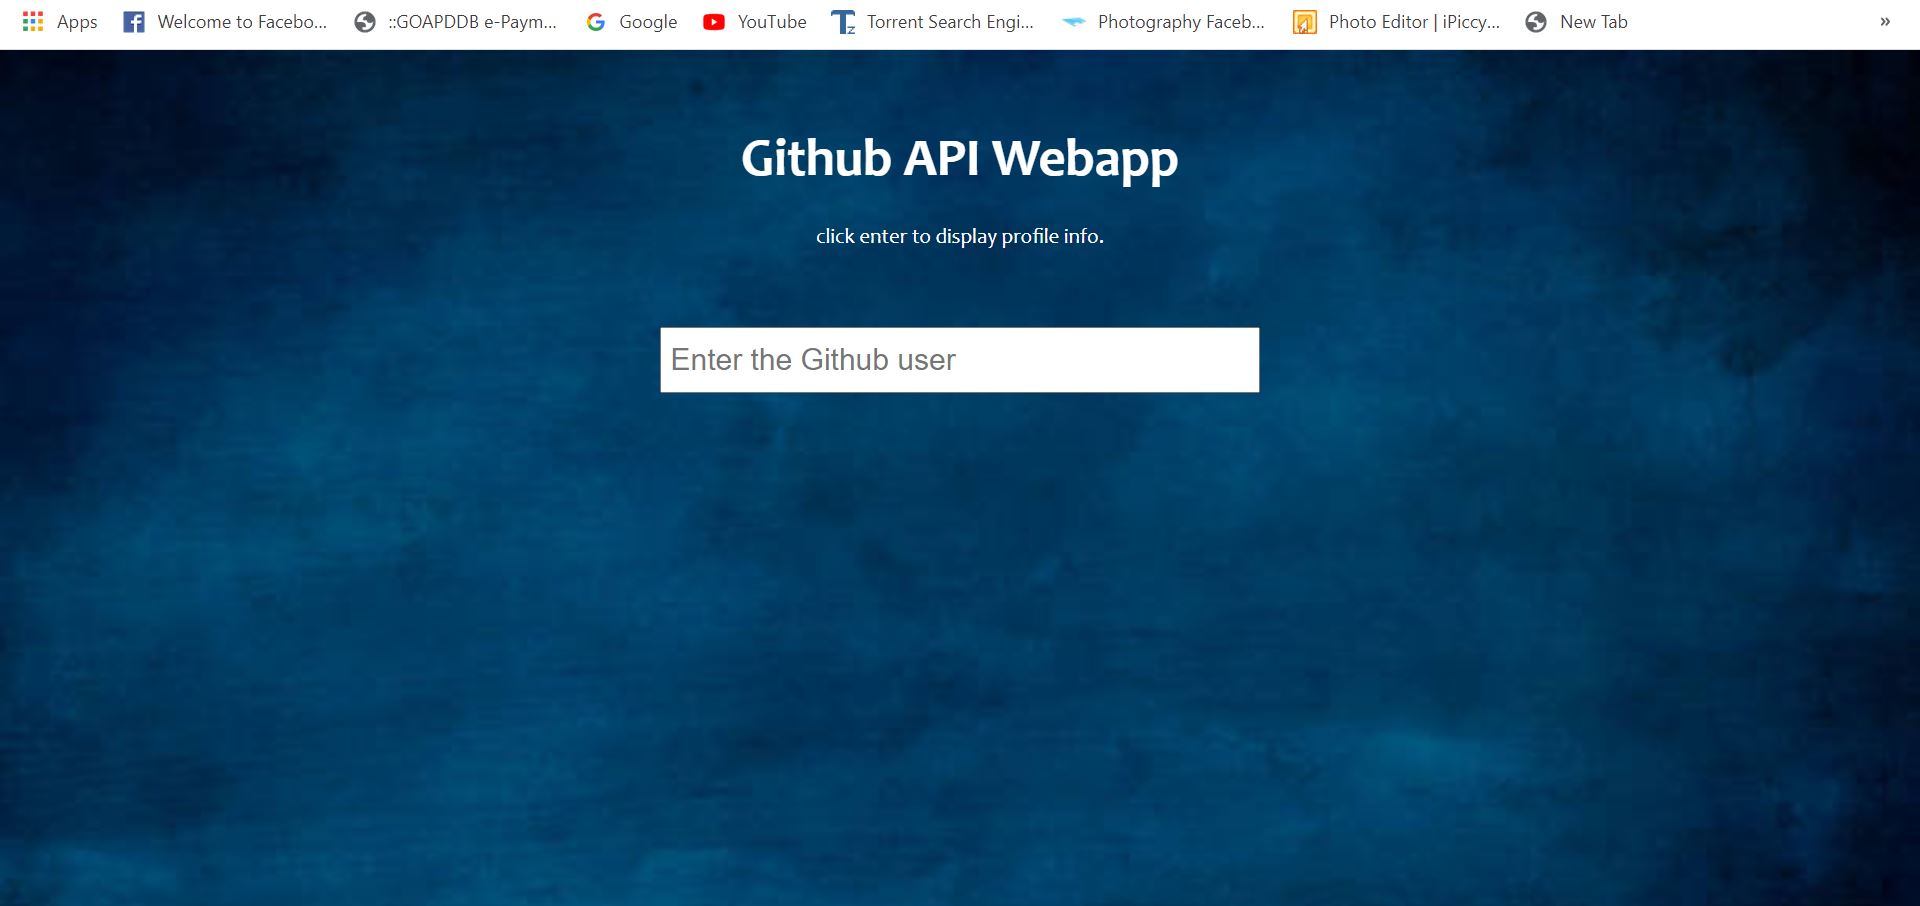 Apps Welcome to Facebo... ::GOAPDDB e-Paym... Google YouTube Torrent Search Engi... Photography Faceb... Photo Editor | iPiccy... New Tab »
Github API Webapp
click enter to display profile info.
Enter the Github user